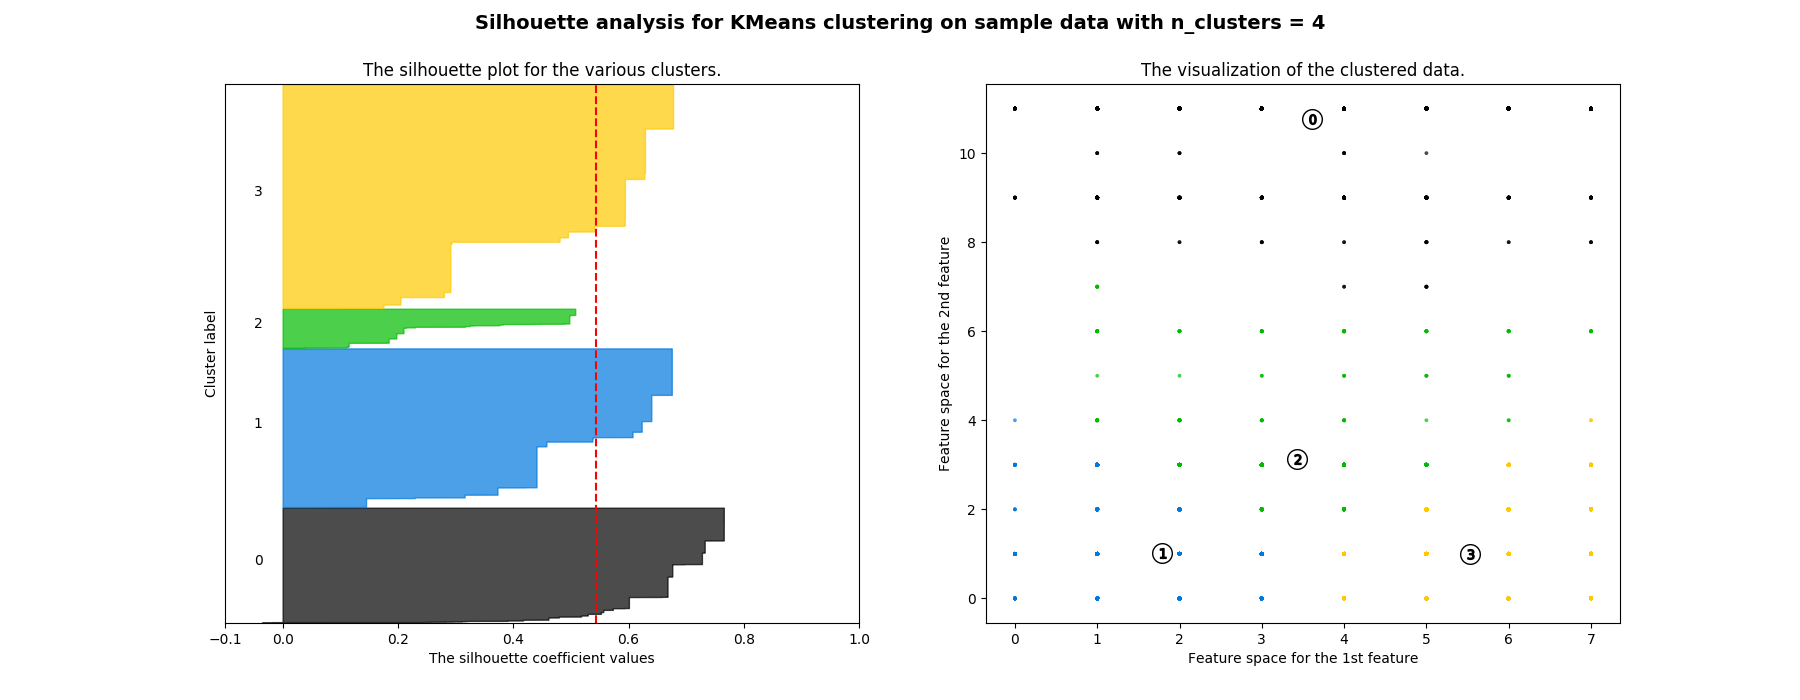 Silhouette analysis for KMeans clustering on sample data with n_clusters = 4
The silhouette plot for the various clusters.
3
2
1
0
Cluster label
−0.1 0.0 0.2 0.4 0.6 0.8 1.0
The silhouette coefficient values
The visualization of the clustered data.
10
8
6
4
2
0
Feature space for the 2nd feature
0
2
1
3
0 1 2 3 4 5 6 7
Feature space for the 1st feature